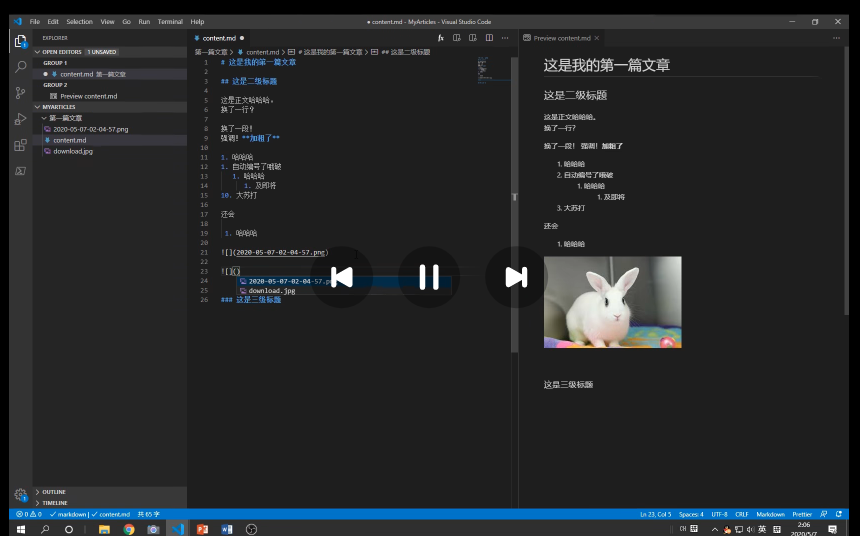 File Edit Selection View Go Run Terminal Help
● content.md - MyArticles - Visual Studio Code
EXPLORER
OPEN EDITORS 1 UNSAVED
GROUP 1
content.md 第一篇文章
GROUP 2
Preview content.md
MYARTICLES
第一篇文章
2020-05-07-02-04-57.png
content.md
download.jpg
OUTLINE
TIMELINE
content.md
第一篇文章 > content.md > # 这是我的第一篇文章 > ## 这是二级标题
1 # 这是我的第一篇文章
2
3 ## 这是二级标题
4
5 这是正文哈哈哈。
6 换了一行?
7
8 换了一段!
9 强调! **加粗了**
10
11 1. 哈哈哈
12 1. 自动编号了哦破
13 1. 哈哈哈
14 1. 及即将
15 10. 大苏打
16
17 还会
18
19 1. 哈哈哈
20
21 ![](2020-05-07-02-04-57.png)
22
23 ![]()
24 2020-05-07-02-04-57.pn
25 download.jpg
26 ### 这是三级标题
Preview content.md
这是我的第一篇文章
这是二级标题
这是正文哈哈哈。
换了一行?
换了一段! 强调! 加粗了
1. 哈哈哈
2. 自动编号了哦破
1. 哈哈哈
1. 及即将
3. 大苏打
还会
1. 哈哈哈
这是三级标题
0 0 markdown | content.md 共 65 字
Ln 23, Col 5 Spaces: 4 UTF-8 CRLF Markdown Prettier
CH 英
2:06
2020/5/7